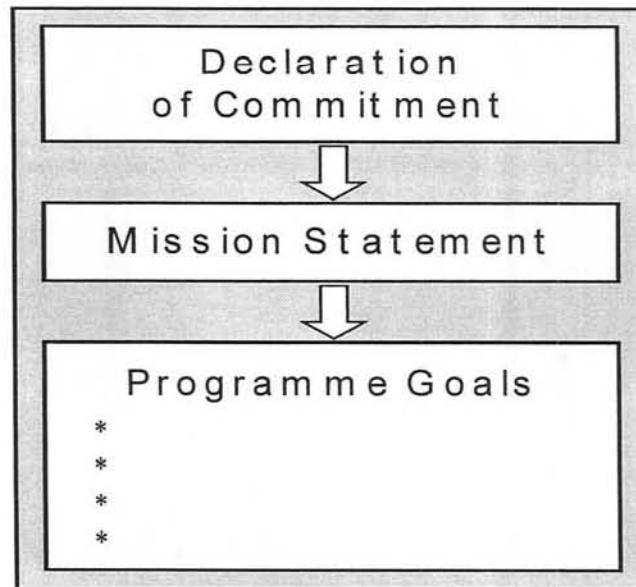 Declaration
of Commitment
Mission Statement
Programme Goals
*
*
*
*